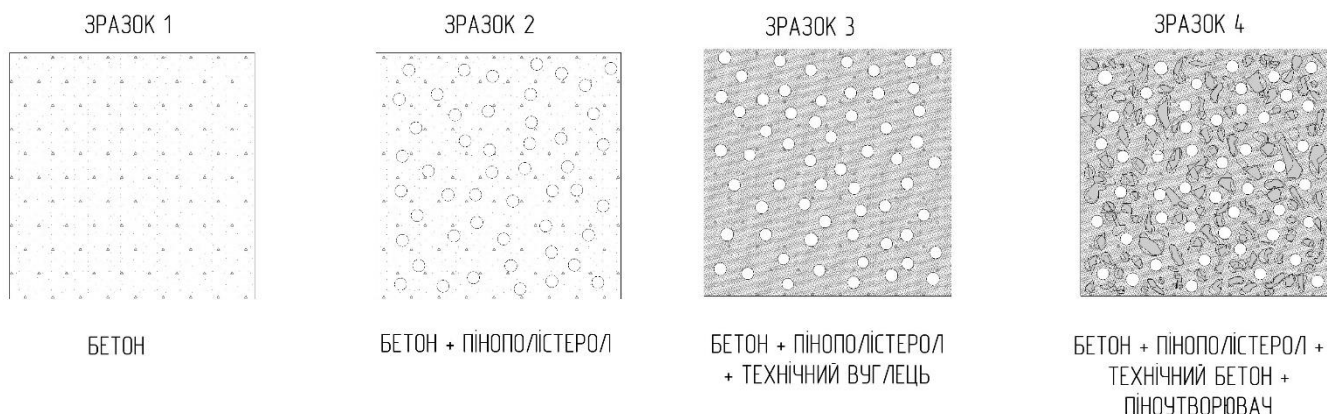 ЗРАЗОК 1
ЗРАЗОК 2
ЗРАЗОК 3
ЗРАЗОК 4
БЕТОН
БЕТОН + ПІНОПОЛІСТЕРОЛ
БЕТОН + ПІНОПОЛІСТЕРОЛ
+ ТЕХНІЧНИЙ ВУГЛЕЦЬ
БЕТОН + ПІНОПОЛІСТЕРОЛ +
ТЕХНІЧНИЙ БЕТОН +
ПІНОУТВОРЮВАЧ